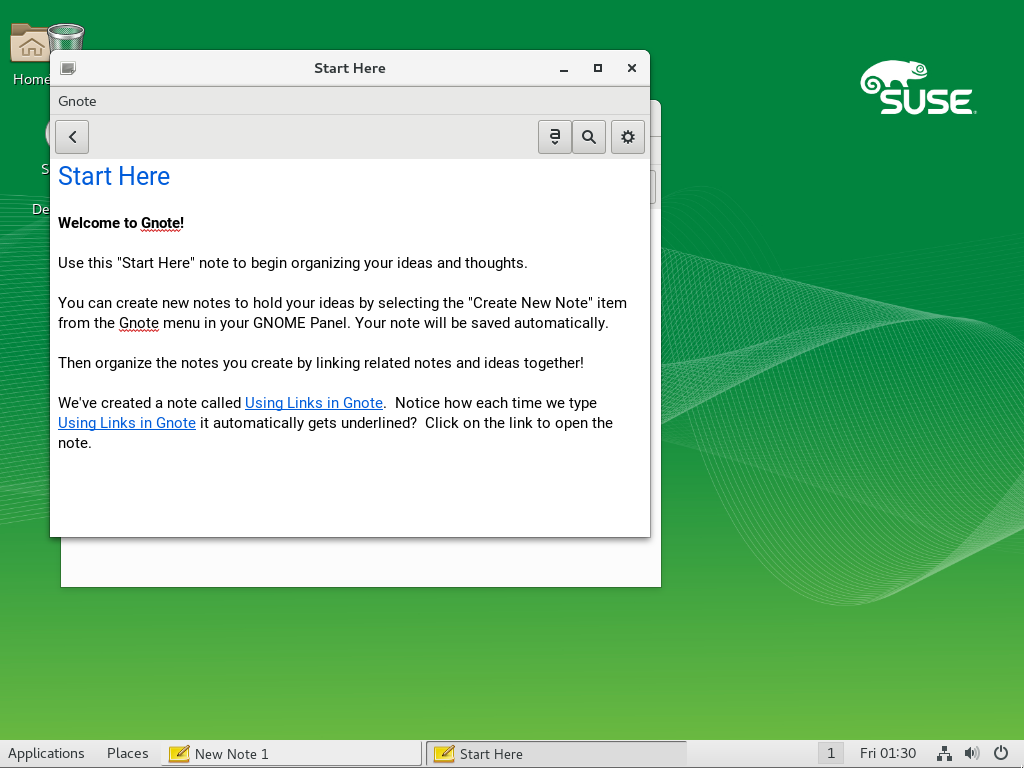 Home
Start Here
Gnote
SUSE
Start Here
Welcome to Gnote!
Use this "Start Here" note to begin organizing your ideas and thoughts.
You can create new notes to hold your ideas by selecting the "Create New Note" item
from the Gnote menu in your GNOME Panel. Your note will be saved automatically.
Then organize the notes you create by linking related notes and ideas together!
We've created a note called Using Links in Gnote.  Notice how each time we type
Using Links in Gnote it automatically gets underlined?  Click on the link to open the
note.
Applications Places New Note 1 Start Here 1 Fri 01:30